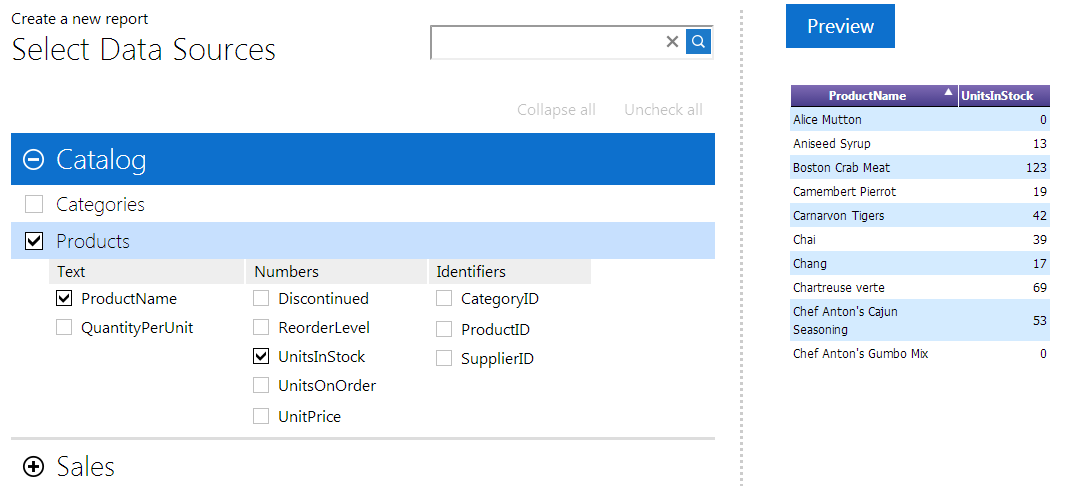 Create a new report
Select Data Sources
Collapse all Uncheck all
Catalog
Categories
Products
Text Numbers Identifiers
ProductName Discontinued CategoryID
QuantityPerUnit ReorderLevel ProductID
UnitsInStock SupplierID
UnitsOnOrder
UnitPrice
Sales
Preview
ProductName UnitsInStock
Alice Mutton 0
Aniseed Syrup 13
Boston Crab Meat 123
Camembert Pierrot 19
Carnarvon Tigers 42
Chai 39
Chang 17
Chartreuse verte 69
Chef Anton's Cajun
Seasoning 53
Chef Anton's Gumbo Mix 0